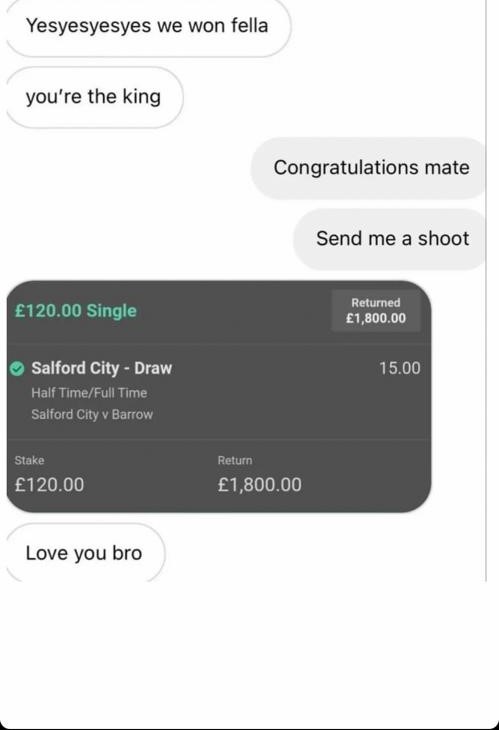 Yesyesyesyes we won fella
you're the king
Congratulations mate
Send me a shoot
£120.00 Single
Returned
£1,800.00
Salford City - Draw
15.00
Half Time/Full Time
Salford City v Barrow
Stake
Return
£120.00
£1,800.00
Love you bro